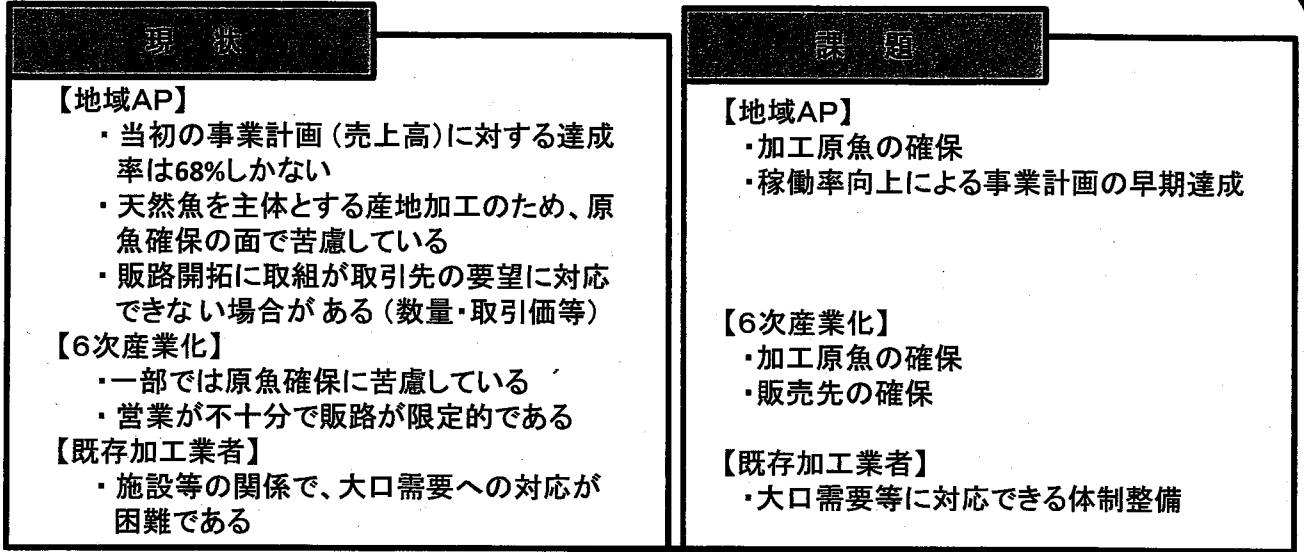 現 状
【地域AP】
・当初の事業計画（売上高）に対する達成
率は68%しかない
・天然魚を主体とする産地加工のため、原
魚確保の面で苦慮している
・販路開拓に取組が取引先の要望に対応
できない場合がある（数量・取引価等）
【6次産業化】
・一部では原魚確保に苦慮している
・営業が不十分で販路が限定的である
【既存加工業者】
・施設等の関係で、大口需要への対応が
困難である
課 題
【地域AP】
・加工原魚の確保
・稼働率向上による事業計画の早期達成
【6次産業化】
・加工原魚の確保
・販売先の確保
【既存加工業者】
・大口需要等に対応できる体制整備